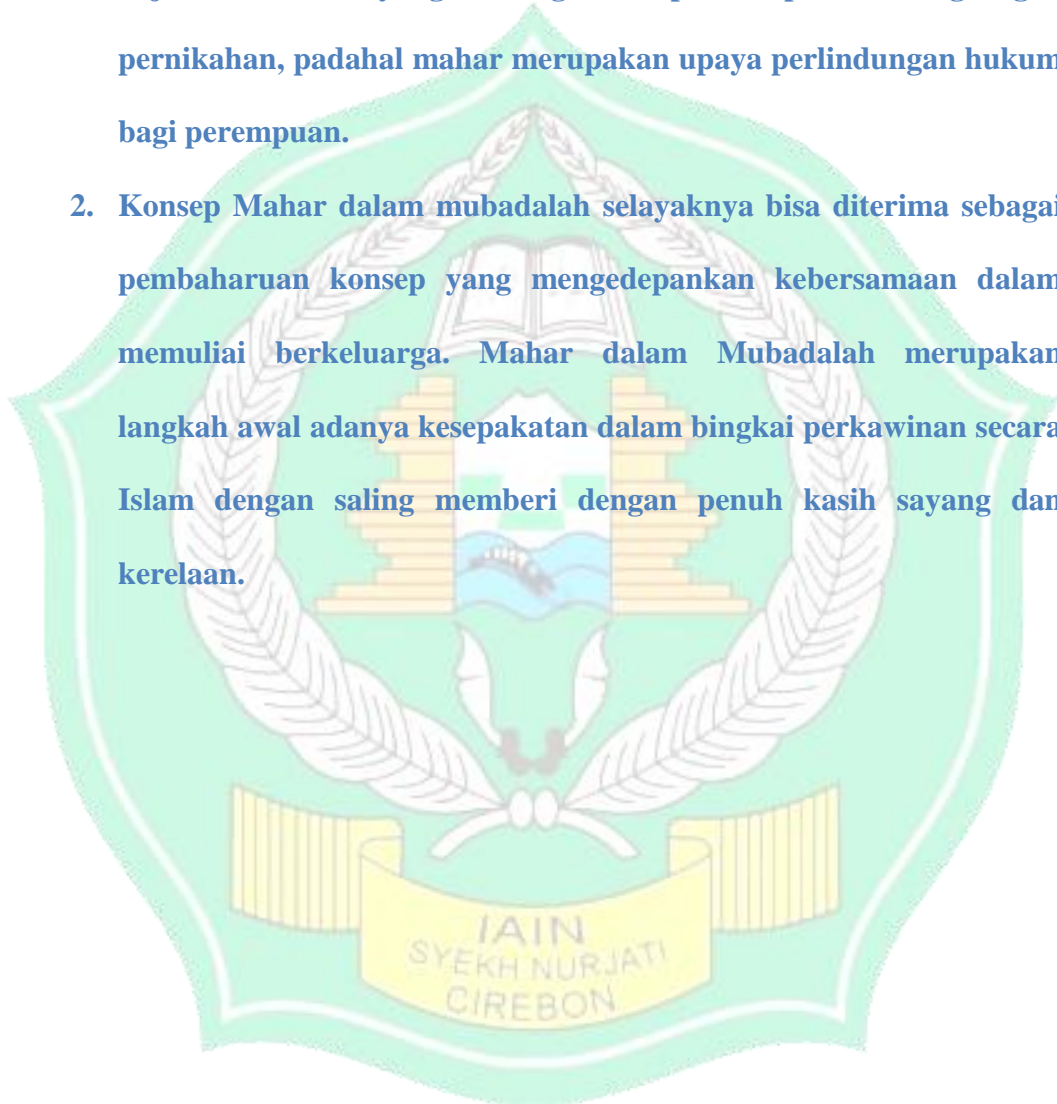 pernikahan, padahal mahar merupakan upaya perlindungan hukum
bagi perempuan.
2. Konsep Mahar dalam mubadalah selayaknya bisa diterima sebagai
pembaharuan konsep yang mengedepankan kebersamaan dalam
memuliai berkeluarga. Mahar dalam Mubadalah merupakan
langkah awal adanya kesepakatan dalam bingkai perkawinan secara
Islam dengan saling memberi dengan penuh kasih sayang dan
kerelaan.
IAIN
SYEKH NURJATI
CIREBON